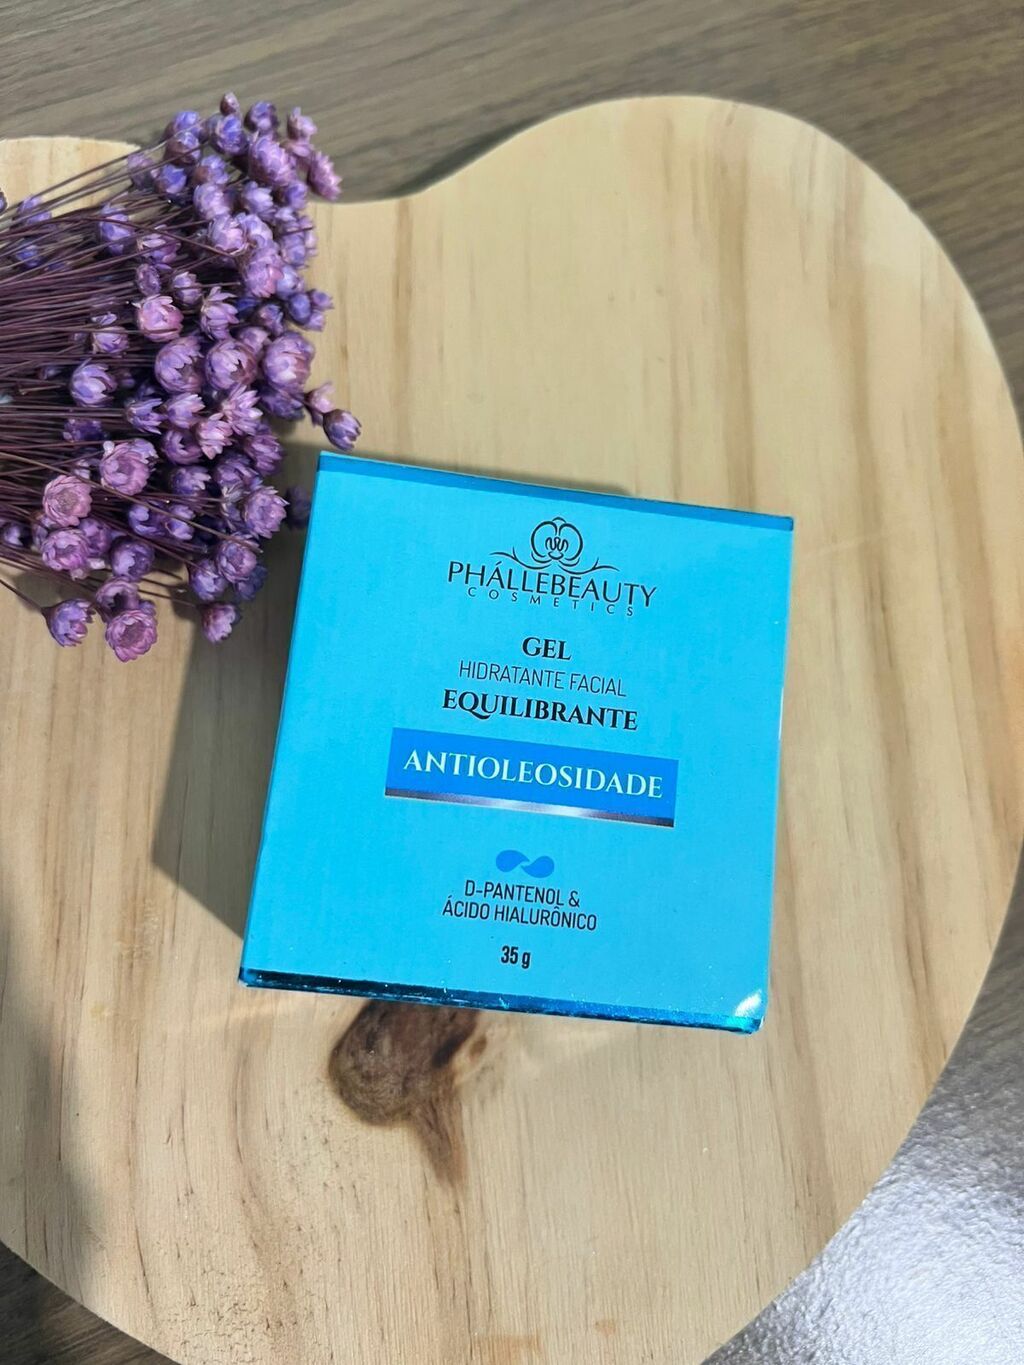 PHÁLLEBEAUTY
COSMETICS
GEL
HIDRATANTE FACIAL
EQUILIBRANTE
ANTIOLEOSIDADE
D-PANTENOL &
ÁCIDO HIALURÔNICO
35 g